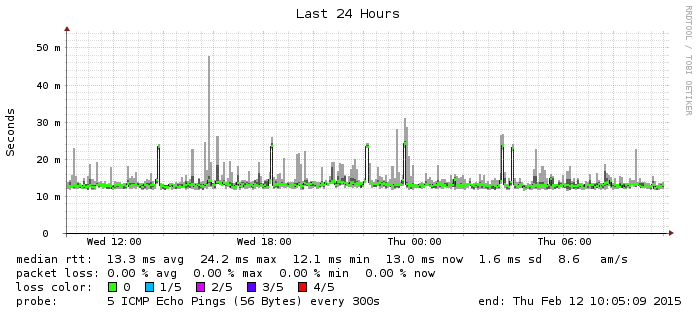 Last 24 Hours
RRDTOOL / TOBI OETIKER
Seconds
50 m
40 m
30 m
20 m
10 m
0
Wed 12:00 Wed 18:00 Thu 00:00 Thu 06:00
median rtt: 13.3 ms avg 24.2 ms max 12.1 ms min 13.0 ms now 1.6 ms sd 8.6 am/s
packet loss: 0.00 % avg 0.00 % max 0.00 % min 0.00 % now
loss color: 0 1/5 2/5 3/5 4/5
probe: 5 ICMP Echo Pings (56 Bytes) every 300s end: Thu Feb 12 10:05:09 2015